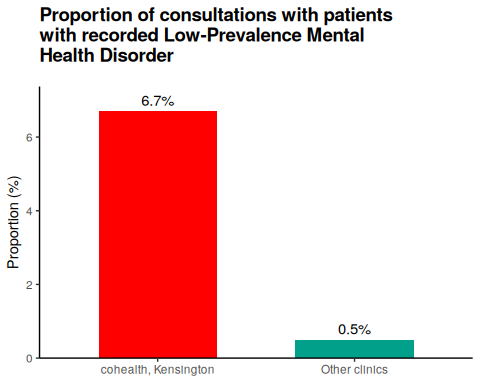 Proportion of consultations with patients
with recorded Low-Prevalence Mental
Health Disorder
6.7%
6
4
Proportion (%)
2
0.5%
0
cohealth, Kensington
Other clinics